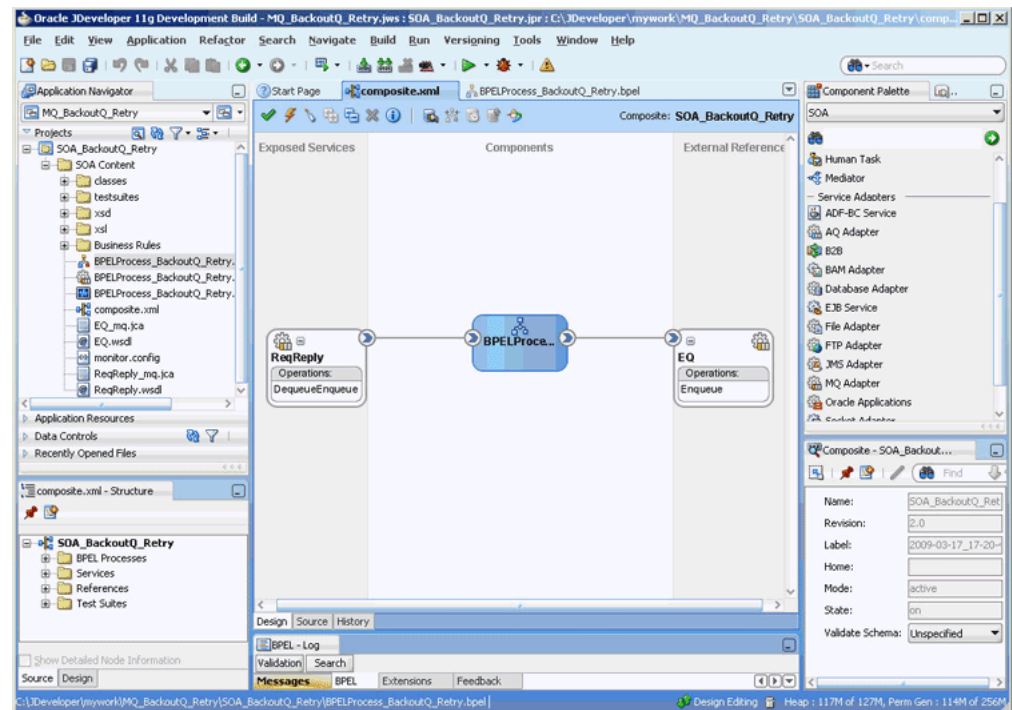 Oracle JDeveloper 11g Development Build - MQ_BackoutQ_Retry.jws : SOA_BackoutQ_Retry.jpr : C:\JDeveloper\mywork\MQ_BackoutQ_Retry\SOA_BackoutQ_Retry\comp...
File Edit View Application Refactor Search Navigate Build Run Versioning Tools Window Help
Search
Application Navigator
MQ_BackoutQ_Retry
Projects
SOA_BackoutQ_Retry
SOA Content
classes
testsuites
xsd
xsl
Business Rules
BPELProcess_BackoutQ_Retry.
BPELProcess_BackoutQ_Retry.
BPELProcess_BackoutQ_Retry.
composite.xml
EQ_mq.jca
EQ.wsdl
monitor.config
ReqReply_mq.jca
ReqReply.wsdl
Application Resources
Data Controls
Recently Opened Files
composite.xml - Structure
SOA_BackoutQ_Retry
BPEL Processes
Services
References
Test Suites
Show Detailed Node Information
Source Design
Start Page composite.xml BPELProcess_BackoutQ_Retry.bpel
Composite: SOA_BackoutQ_Retry
Exposed Services Components External Reference
ReqReply
Operations:
DequeueEnqueue
BPELProce...
EQ
Operations:
Enqueue
Design Source History
BPEL - Log
Validation Search
Messages BPEL Extensions Feedback
Component Palette
SOA
Human Task
Mediator
Service Adapters
ADF-BC Service
AQ Adapter
B2B
BAM Adapter
Database Adapter
EJB Service
File Adapter
FTP Adapter
JMS Adapter
MQ Adapter
Oracle Applications
Socket Adapter
Composite - SOA_Backout...
Find
Name: SOA_BackoutQ_Ret
Revision: 2.0
Label: 2009-03-17_17-20-
Home:
Mode: active
State: on
Validate Schema: Unspecified
C:\JDeveloper\mywork\MQ_BackoutQ_Retry\SOA_BackoutQ_Retry\BPELProcess_BackoutQ_Retry.bpel
Design Editing Heap : 117M of 127M, Perm Gen : 114M of 256M